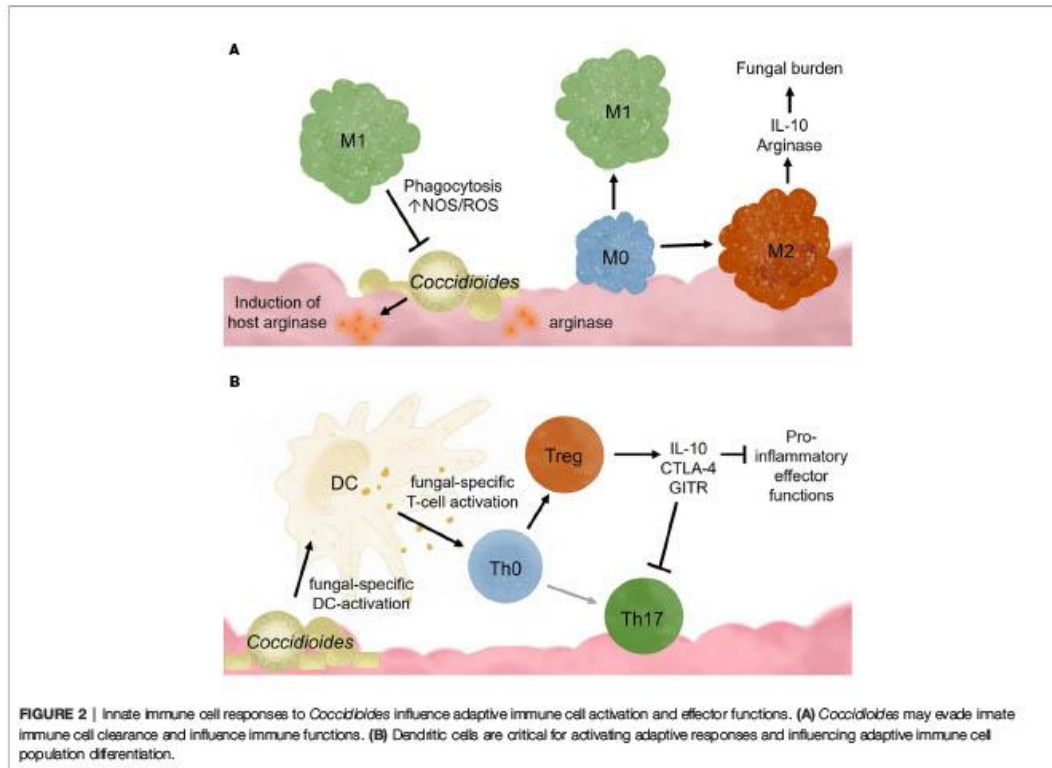 A
M1
Phagocytosis
↑NOS/ROS
Coccidioides
Induction of
host arginase
arginase
M1
M0
M2
Fungal burden
IL-10
Arginase
B
DC
fungal-specific
T-cell activation
fungal-specific
DC-activation
Coccidioides
Th0
Treg
Th17
IL-10
CTLA-4
GITR
Pro-
inflammatory
effector
functions
FIGURE 2 | Innate immune cell responses to Coccidioides influence adaptive immune cell activation and effector functions. (A) Coccidioides may evade innate
immune cell clearance and influence immune functions. (B) Dendritic cells are critical for activating adaptive responses and influencing adaptive immune cell
population differentiation.